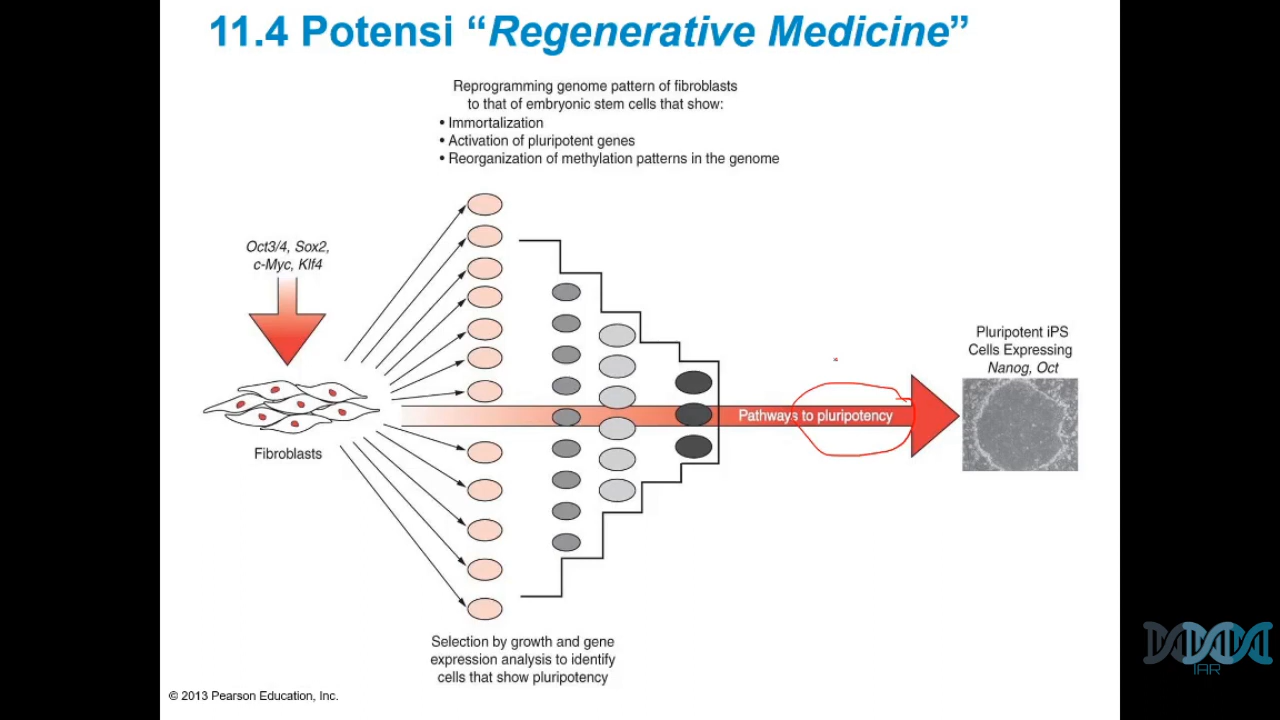 11.4 Potensi “Regenerative Medicine”
Reprogramming genome pattern of fibroblasts
to that of embryonic stem cells that show:
• Immortalization
• Activation of pluripotent genes
• Reorganization of methylation patterns in the genome
Oct3/4, Sox2,
c-Myc, Klf4
Fibroblasts
Pathways to pluripotency
Pluripotent iPS
Cells Expressing
Nanog, Oct
Selection by growth and gene
expression analysis to identify
cells that show pluripotency
© 2013 Pearson Education, Inc.
IAR